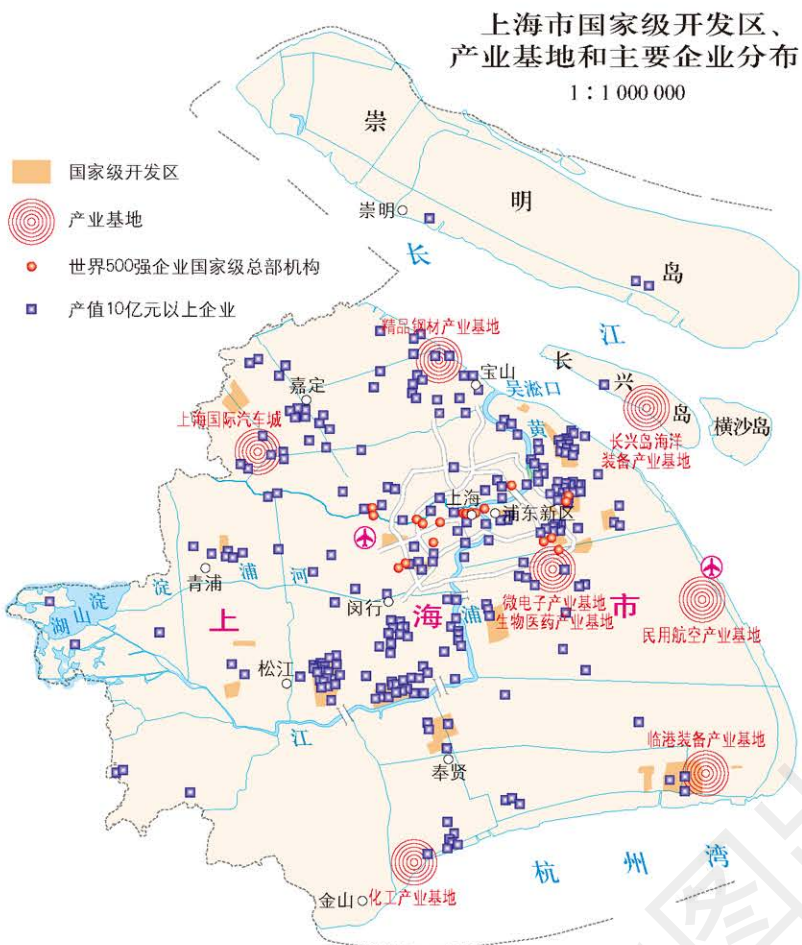 上海市国家级开发区、
产业基地和主要企业分布
1：1 000 000
国家级开发区
产业基地
世界500强企业国家级总部机构
产值10亿元以上企业
崇
明
岛
崇明
长
江
精品钢材产业基地
宝山
吴淞口
长
兴
岛
横沙岛
长兴岛海洋
装备产业基地
嘉定
上海国际汽车城
黄
浦
江
上海
浦东新区
青浦
淀
浦
河
淀
山
湖
闵行
上
海
市
微电子产业基地
生物医药产业基地
民用航空产业基地
松江
临港装备产业基地
奉贤
金山
化工产业基地
杭
州
湾
图